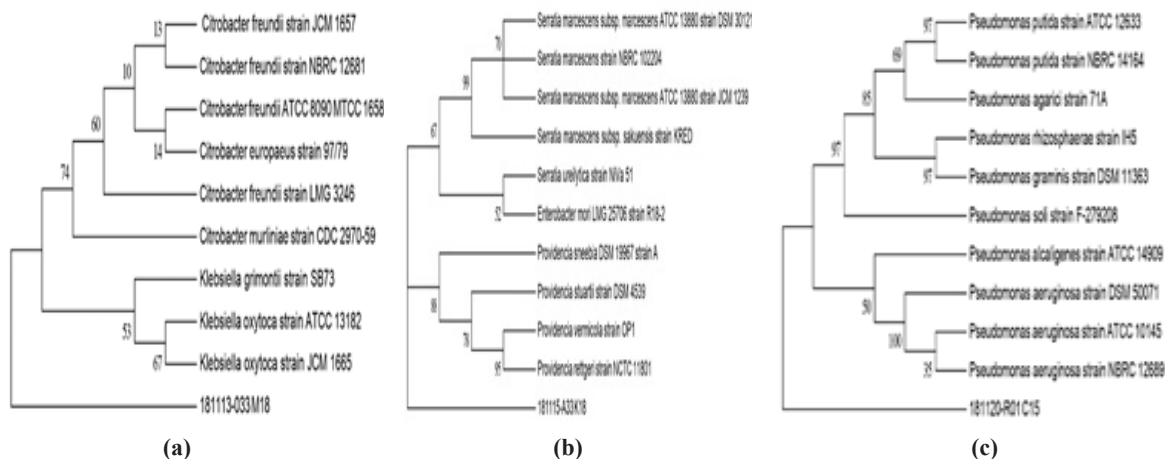 Citrobacter freundii strain JCM 1657
13
Citrobacter freundii strain NBRC 12681
10
Citrobacter freundii ATCC 8090 MTCC 1658
60
14
Citrobacter europaeus strain 97/79
74
Citrobacter freundii strain LMG 3246
Citrobacter murliniae strain CDC 2970-59
Klebsiella grimontii strain SB73
53
Klebsiella oxytoca strain ATCC 13182
67
Klebsiella oxytoca strain JCM 1665
181113-033M18
(a)
Serratia marcescens subsp. marcescens ATCC 13880 strain DSM 30121
70
Serratia marcescens strain NBRC 102204
99
Serratia marcescens subsp. marcescens ATCC 13880 strain JCM 1239
67
Serratia marcescens subsp. sakuensis strain KRED
Serratia ureilytica strain NiVa 51
52
Enterobacter mori LMG 25706 strain R18-2
Providencia sneebia DSM 19967 strain A
88
Providencia stuartii strain DSM 4539
78
Providencia vermicola strain OP1
95
Providencia rettgeri strain NCTC 11801
181115-A33K18
(b)
97
Pseudomonas putida strain ATCC 12633
69
Pseudomonas putida strain NBRC 14164
85
Pseudomonas agarici strain 71A
97
Pseudomonas rhizosphaerae strain IH5
97
Pseudomonas graminis strain DSM 11363
Pseudomonas soli strain F-279208
Pseudomonas alcaligenes strain ATCC 14909
50
Pseudomonas aeruginosa strain DSM 50071
100
Pseudomonas aeruginosa strain ATCC 10145
35
Pseudomonas aeruginosa strain NBRC 12689
181120-R01C15
(c)